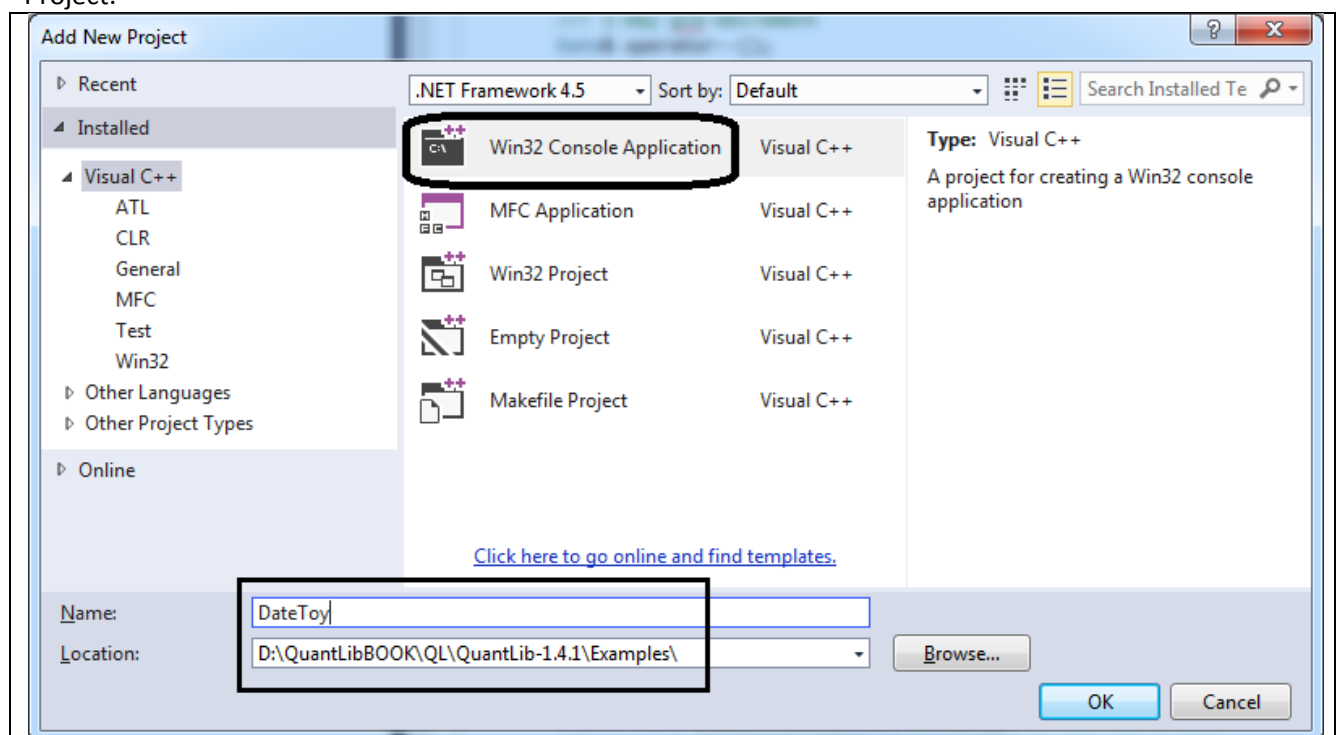 Project.
Add New Project
Recent
Installed
Visual C++
ATL
CLR
General
MFC
Test
Win32
Other Languages
Other Project Types
Online
.NET Framework 4.5 Sort by: Default
Search Installed Te
Win32 Console Application Visual C++
MFC Application Visual C++
Win32 Project Visual C++
Empty Project Visual C++
Makefile Project Visual C++
Click here to go online and find templates.
Type: Visual C++
A project for creating a Win32 console
application
Name: DateToy
Location: D:\QuantLibBOOK\QL\QuantLib-1.4.1\Examples\
Browse...
OK Cancel